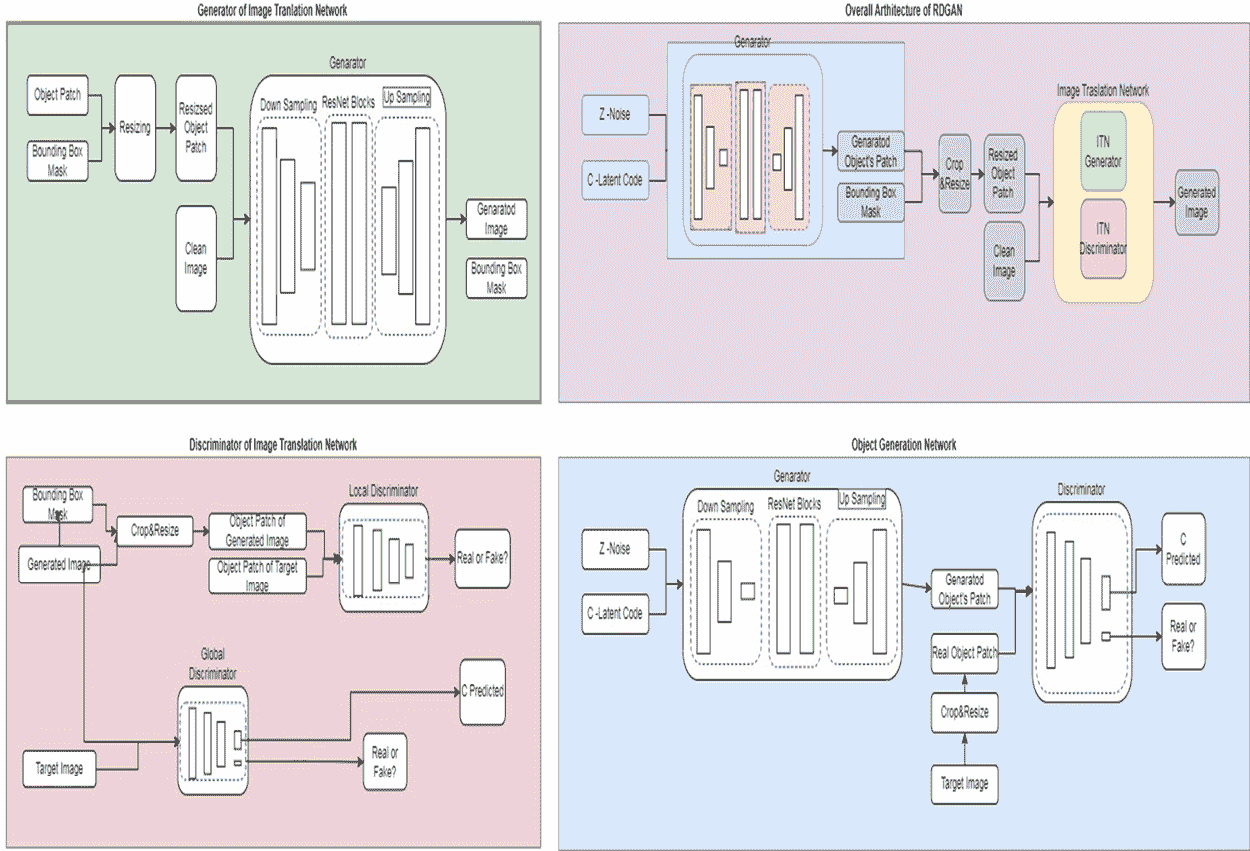 Generator of Image Tranlation Network
Object Patch
Bounding Box
Mask
Resizing
Resizsed
Object
Patch
Clean
Image
Genarator
Down Sampling
ResNet Blocks
Up Sampling
Genarated
Image
Bounding Box
Mask
Overall Arthitecture of RDGAN
Z -Noise
C -Latent Code
Genarator
Genaratod
Object's Patch
Bounding Box
Mask
Crop
&Resize
Resized
Object
Patch
Clean
Image
Image Traslation Network
ITN
Generator
ITN
Discriminator
Generated
Image
Discriminator of Image Translation Network
Bounding Box
Mask
Generated Image
Crop&Resize
Object Patch of
Generated Image
Object Patch of Target
Image
Local Discriminator
Real or
Fake?
Global
Discriminator
Target Image
C Predicted
Real or
Fake?
Object Generation Network
Z -Noise
C -Latent Code
Genarator
Down Sampling
ResNet Blocks
Up Sampling
Genarated
Object's Patch
Real Object Patch
Crop&Resize
Target Image
Discriminator
C
Predicted
Real or
Fake?